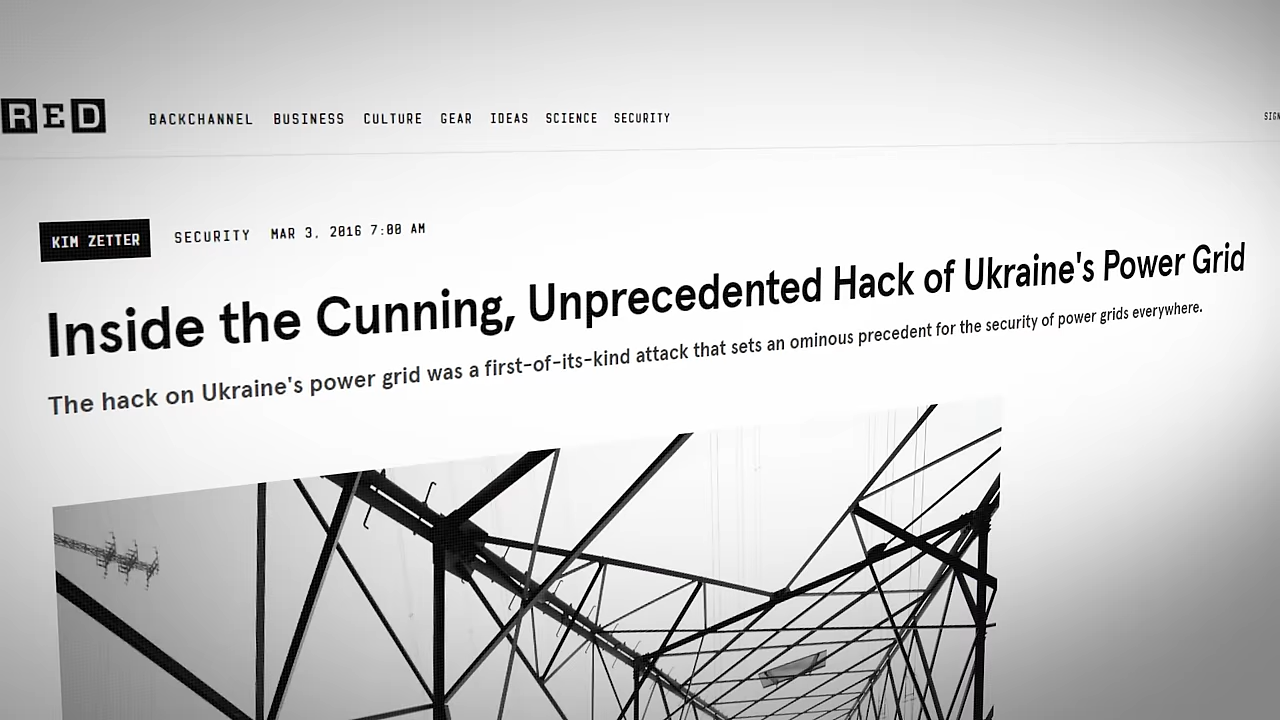 RED
BACKCHANNEL BUSINESS CULTURE GEAR IDEAS SCIENCE SECURITY
KIM ZETTER SECURITY MAR 3, 2016 7:00 AM
Inside the Cunning, Unprecedented Hack of Ukraine's Power Grid
The hack on Ukraine's power grid was a first-of-its-kind attack that sets an ominous precedent for the security of power grids everywhere.